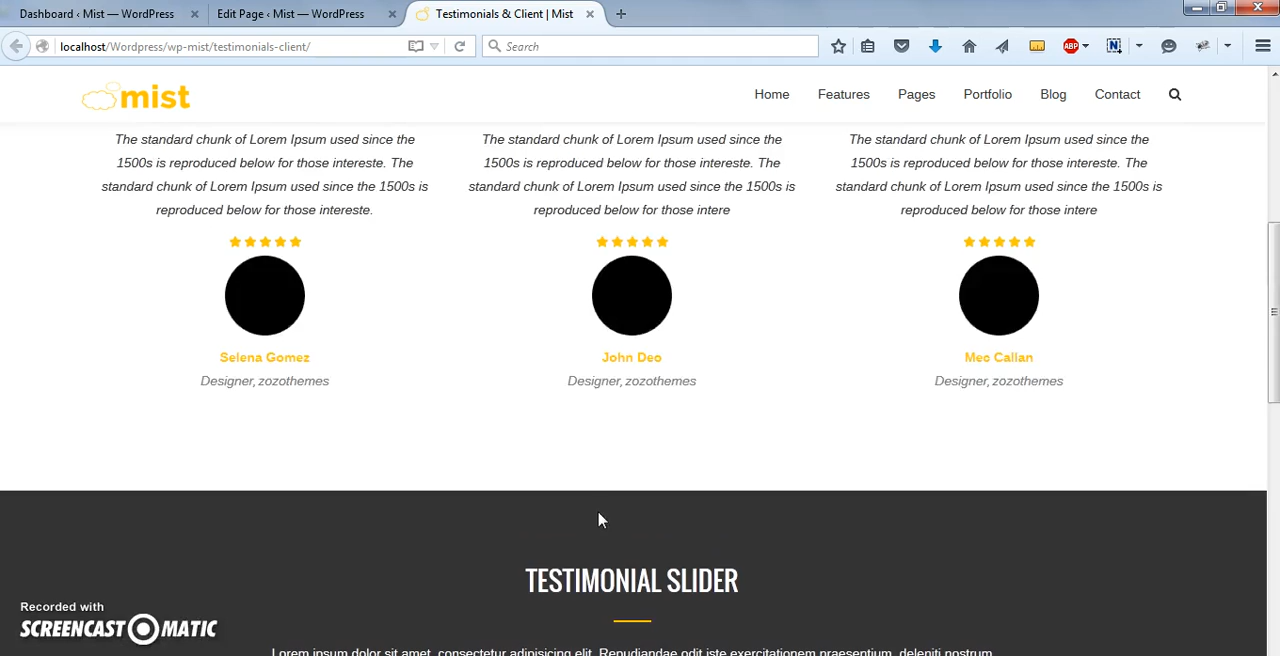 Dashboard ‹ Mist — WordPress
Edit Page ‹ Mist — WordPress
Testimonials & Client | Mist
localhost/Wordpress/wp-mist/testimonials-client/
Search
ABP
N
mist
Home
Features
Pages
Portfolio
Blog
Contact
The standard chunk of Lorem Ipsum used since the
1500s is reproduced below for those intereste. The
standard chunk of Lorem Ipsum used since the 1500s is
reproduced below for those intereste.
Selena Gomez
Designer, zozothemes
The standard chunk of Lorem Ipsum used since the
1500s is reproduced below for those intereste. The
standard chunk of Lorem Ipsum used since the 1500s is
reproduced below for those intere
John Deo
Designer, zozothemes
The standard chunk of Lorem Ipsum used since the
1500s is reproduced below for those intereste. The
standard chunk of Lorem Ipsum used since the 1500s is
reproduced below for those intere
Mec Callan
Designer, zozothemes
TESTIMONIAL SLIDER
Lorem ipsum dolor sit amet, consectetur adipisicing elit. Repudiandae odit iste exercitationem praesentium, deleniti nostrum
Recorded with
SCREENCAST MATIC